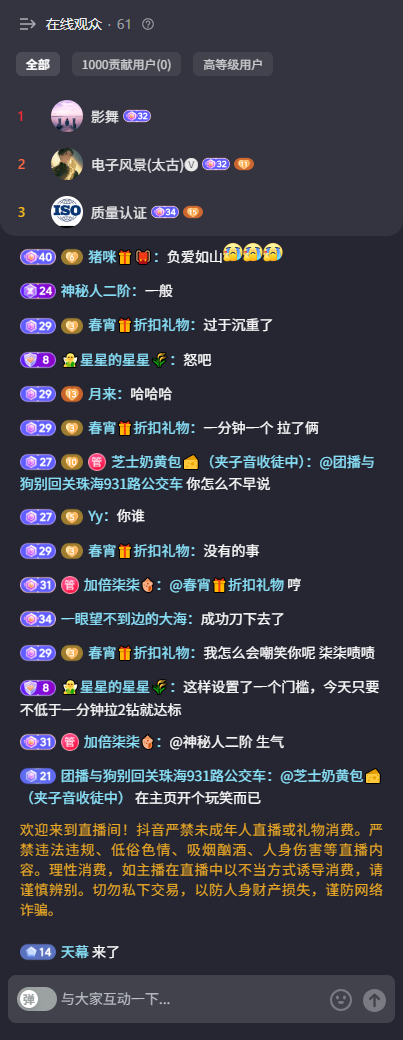 在线观众 · 61
全部 1000贡献用户(0) 高等级用户
1 影舞 32
2 电子风景(太古)V 32 11
3 ISO 质量认证 34 15
40 猪咪：负爱如山
24 神秘人二阶：一般
29 春宵折扣礼物：过于沉重了
8 星星的星星：怒吧
29 13 月来：哈哈哈
29 春宵折扣礼物：一分钟一个 拉了俩
27 10 管 芝士奶黄包（夹子音收徒中）：@团播与
狗别回关珠海931路公交车 你怎么不早说
27 Yy：你谁
29 春宵折扣礼物：没有的事
31 管 加倍柒柒：@春宵折扣礼物 哼
34 一眼望不到边的大海：成功刀下去了
29 春宵折扣礼物：我怎么会嘲笑你呢 柒柒啧啧
8 星星的星星：这样设置了一个门槛，今天只要
不低于一分钟拉2钻就达标
31 管 加倍柒柒：@神秘人二阶 生气
21 团播与狗别回关珠海931路公交车：@芝士奶黄包
（夹子音收徒中） 在主页开个玩笑而已
欢迎来到直播间！抖音严禁未成年人直播或礼物消费。严
禁违法违规、低俗色情、吸烟酗酒、人身伤害等直播内
容。理性消费，如主播在直播中以不当方式诱导消费，请
谨慎辨别。切勿私下交易，以防人身财产损失，谨防网络
诈骗。
14 天幕 来了
弹 与大家互动一下...